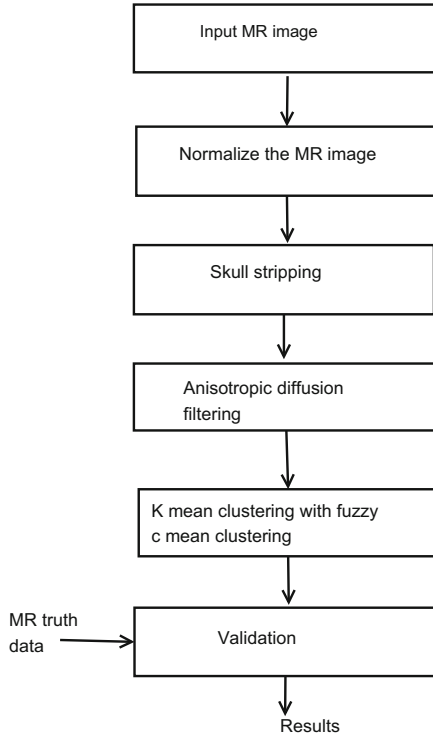 Input MR image
Normalize the MR image
Skull stripping
Anisotropic diffusion
filtering
K mean clustering with fuzzy
c mean clustering
MR truth
data
Validation
Results